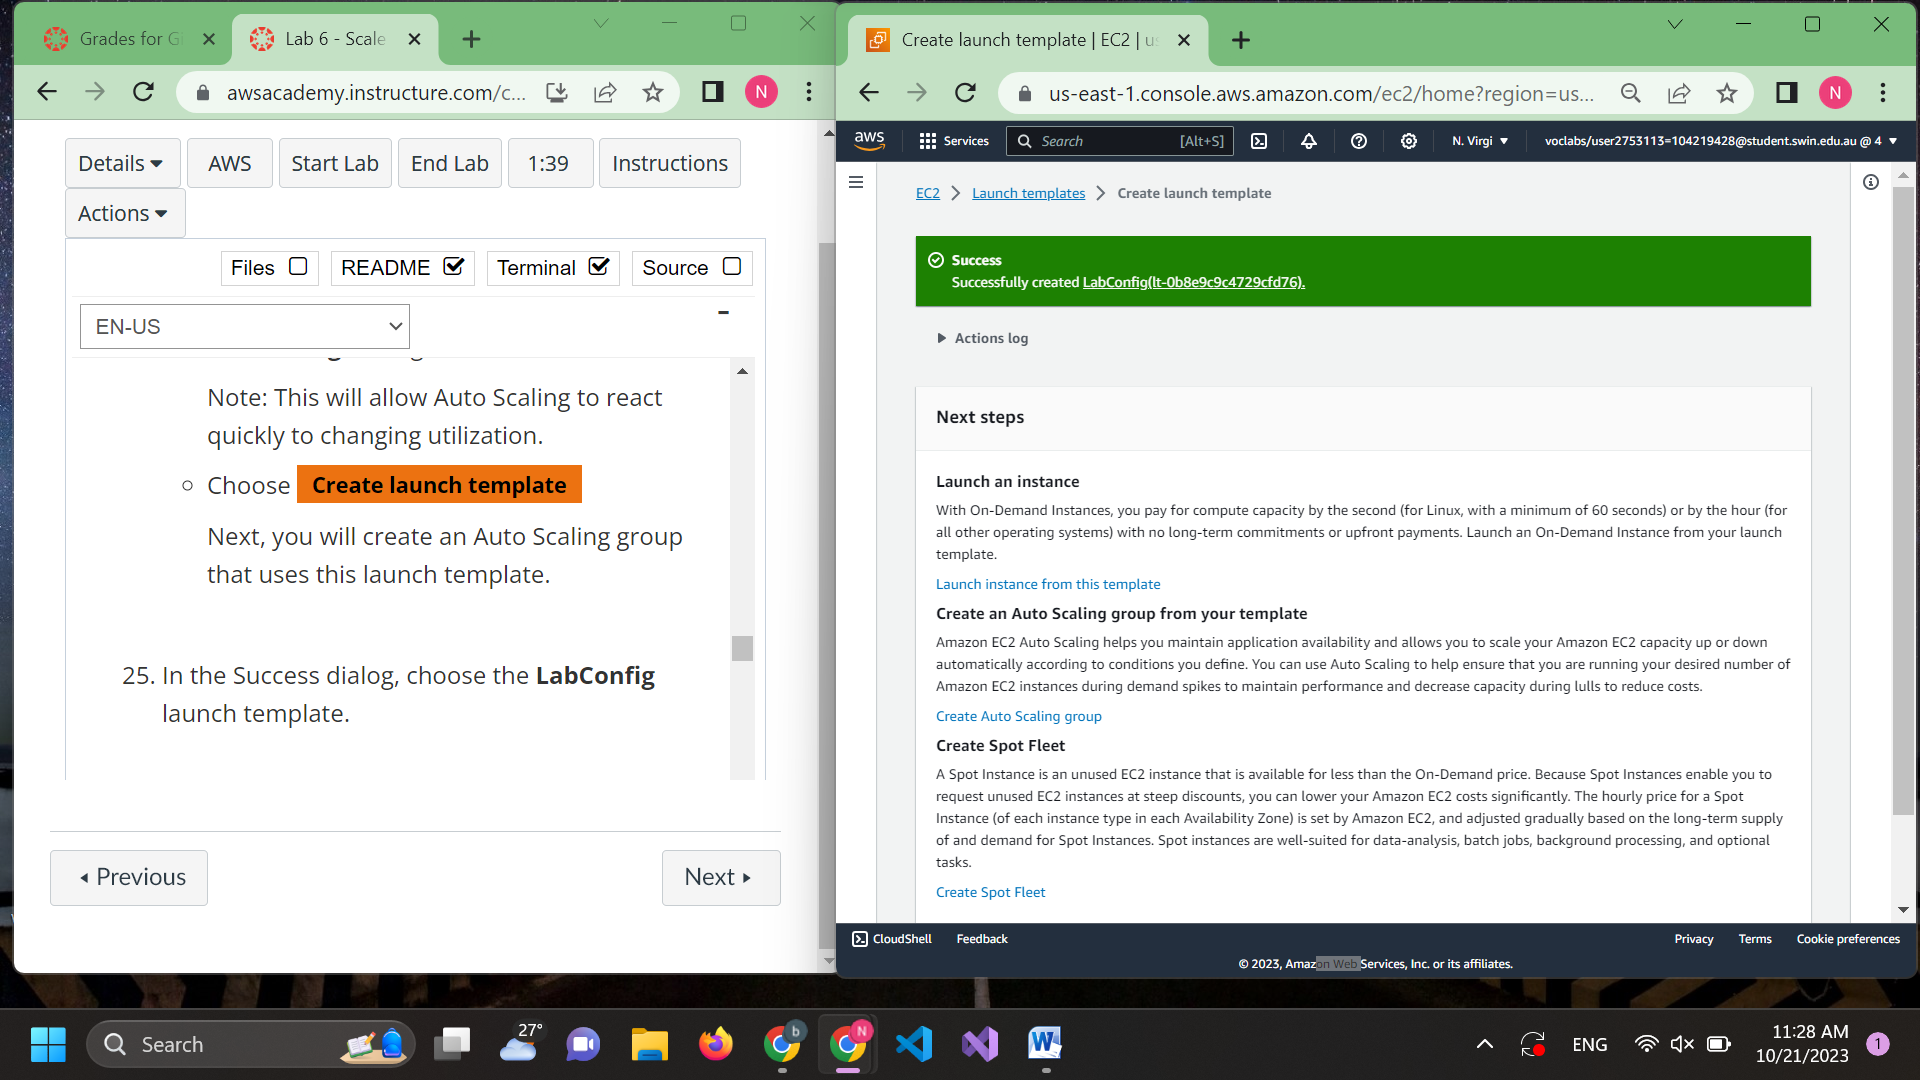 Grades for G
Lab 6 - Scale
awsacademy.instructure.com/c...
N
Details
AWS
Start Lab
End Lab
1:39
Instructions
Actions
Files
README
Terminal
Source
EN-US
Note: This will allow Auto Scaling to react
quickly to changing utilization.
Choose Create launch template
Next, you will create an Auto Scaling group
that uses this launch template.
25. In the Success dialog, choose the LabConfig
launch template.
Previous
Next
Create launch template | EC2 | us
us-east-1.console.aws.amazon.com/ec2/home?region=us...
N
aws
Services
Search [Alt+S]
N. Virgi
voclabs/user2753113=104219428@student.swin.edu.au @ 4
EC2 > Launch templates > Create launch template
Success
Successfully created LabConfig(lt-0b8e9c9c4729cfd76).
Actions log
Next steps
Launch an instance
With On-Demand Instances, you pay for compute capacity by the second (for Linux, with a minimum of 60 seconds) or by the hour (for
all other operating systems) with no long-term commitments or upfront payments. Launch an On-Demand Instance from your launch
template.
Launch instance from this template
Create an Auto Scaling group from your template
Amazon EC2 Auto Scaling helps you maintain application availability and allows you to scale your Amazon EC2 capacity up or down
automatically according to conditions you define. You can use Auto Scaling to help ensure that you are running your desired number of
Amazon EC2 instances during demand spikes to maintain performance and decrease capacity during lulls to reduce costs.
Create Auto Scaling group
Create Spot Fleet
A Spot Instance is an unused EC2 instance that is available for less than the On-Demand price. Because Spot Instances enable you to
request unused EC2 instances at steep discounts, you can lower your Amazon EC2 costs significantly. The hourly price for a Spot
Instance (of each instance type in each Availability Zone) is set by Amazon EC2, and adjusted gradually based on the long-term supply
of and demand for Spot Instances. Spot instances are well-suited for data-analysis, batch jobs, background processing, and optional
tasks.
Create Spot Fleet
CloudShell
Feedback
Privacy
Terms
Cookie preferences
© 2023, Amazon Web Services, Inc. or its affiliates.
Search
27°
b
N
W
ENG
11:28 AM
10/21/2023
1